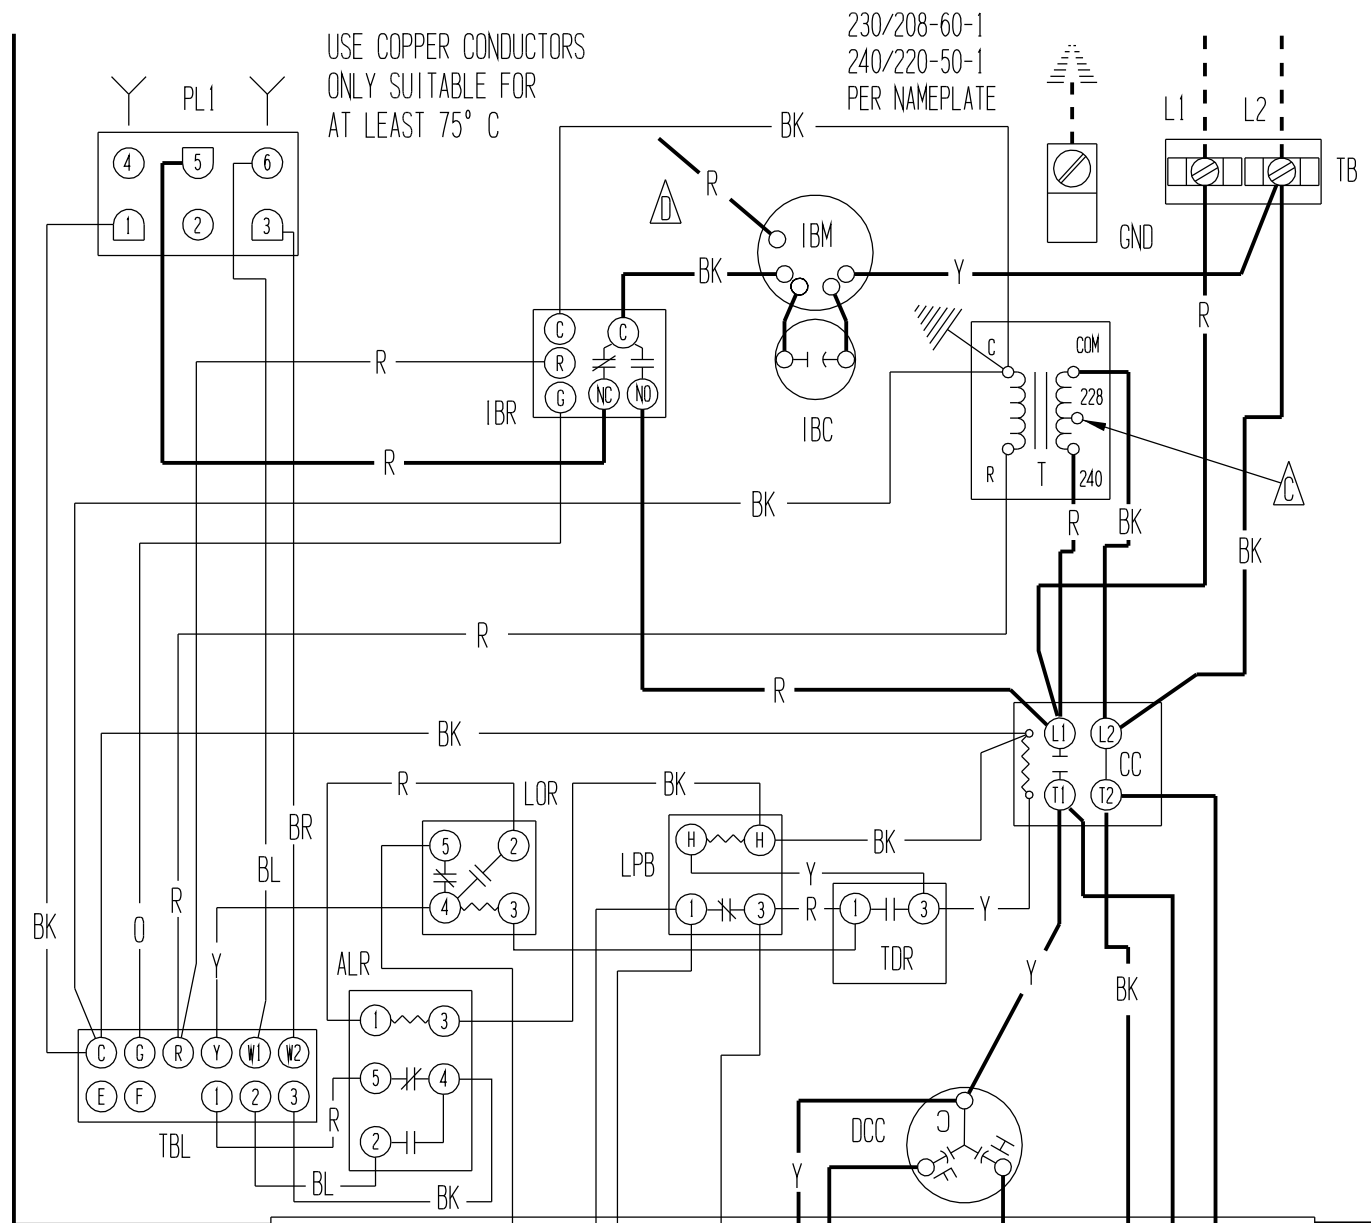 USE COPPER CONDUCTORS
ONLY SUITABLE FOR
AT LEAST 75° C
230/208-60-1
240/220-50-1
PER NAMEPLATE
PL1
4 5 6
1 2 3
L1 L2
TB
GND
BK
R
D
IBM
BK
Y
R
IBC
C
R
G
C
NC NO
IBR
R
R
C
COM
228
R
T
240
C
BK
R
BK
BK
R
R
L1 L2
CC
T1 T2
BK
R
LOR
BK
5 2
4 3
LPB
H H
BK
Y
1 3
R
1 3
Y
TDR
BR
BL
R
O
BK
Y
ALR
1 3
5 4
2
C G R Y W1 W2
E F 1 2 3
TBL
R
BL
BK
Y
BK
DCC
C
H
F
Y